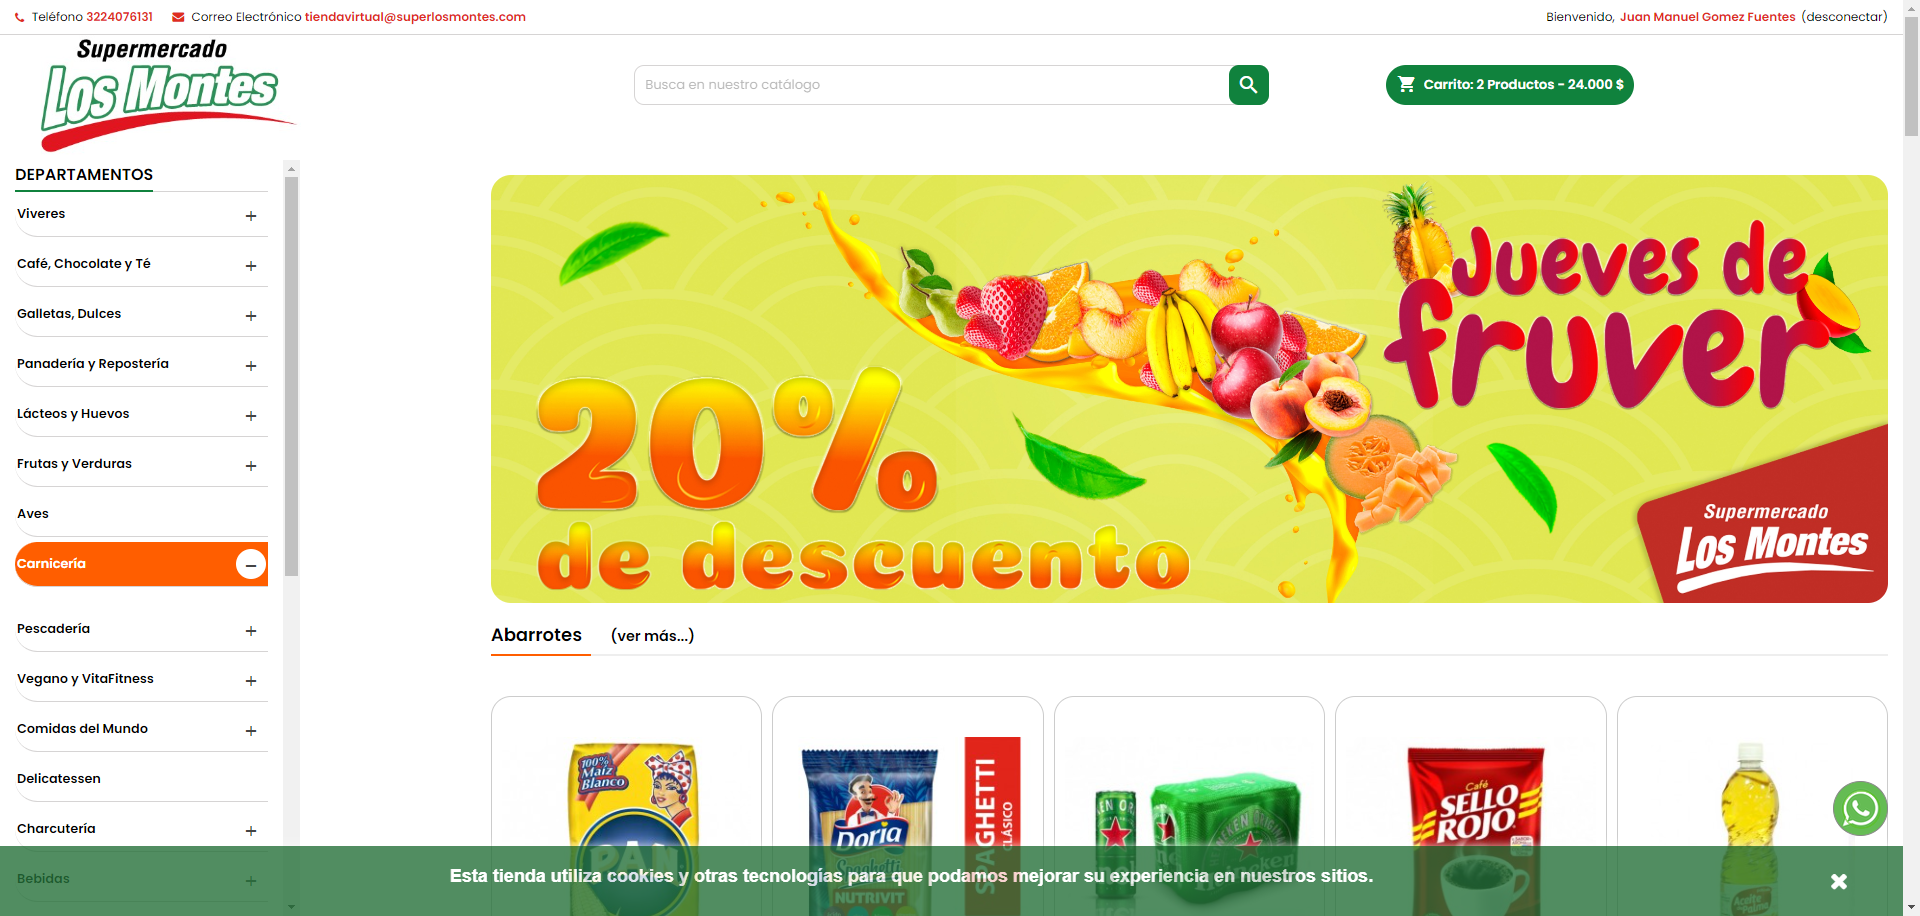 Teléfono 3224076131 Correo Electrónico tiendavirtual@superlosmontes.com
Bienvenido, Juan Manuel Gomez Fuentes (desconectar)
Supermercado
Los Montes
Busca en nuestro catálogo
Carrito: 2 Productos - 24.000 $
DEPARTAMENTOS
Viveres
Café, Chocolate y Té
Galletas, Dulces
Panadería y Repostería
Lácteos y Huevos
Frutas y Verduras
Aves
Carnicería
Pescadería
Vegano y VitaFitness
Comidas del Mundo
Delicatessen
Charcutería
Bebidas
Jueves de
fruver
20%
de descuento
Supermercado
Los Montes
Abarrotes (ver más...)
100%
Maíz
Blanco
PAN
Doria
Spaghetti
NUTRIVIT
SPAGHETTI
CLÁSICO
Heineken
Café
SELLO
ROJO
Aceite
Esta tienda utiliza cookies y otras tecnologías para que podamos mejorar su experiencia en nuestros sitios.